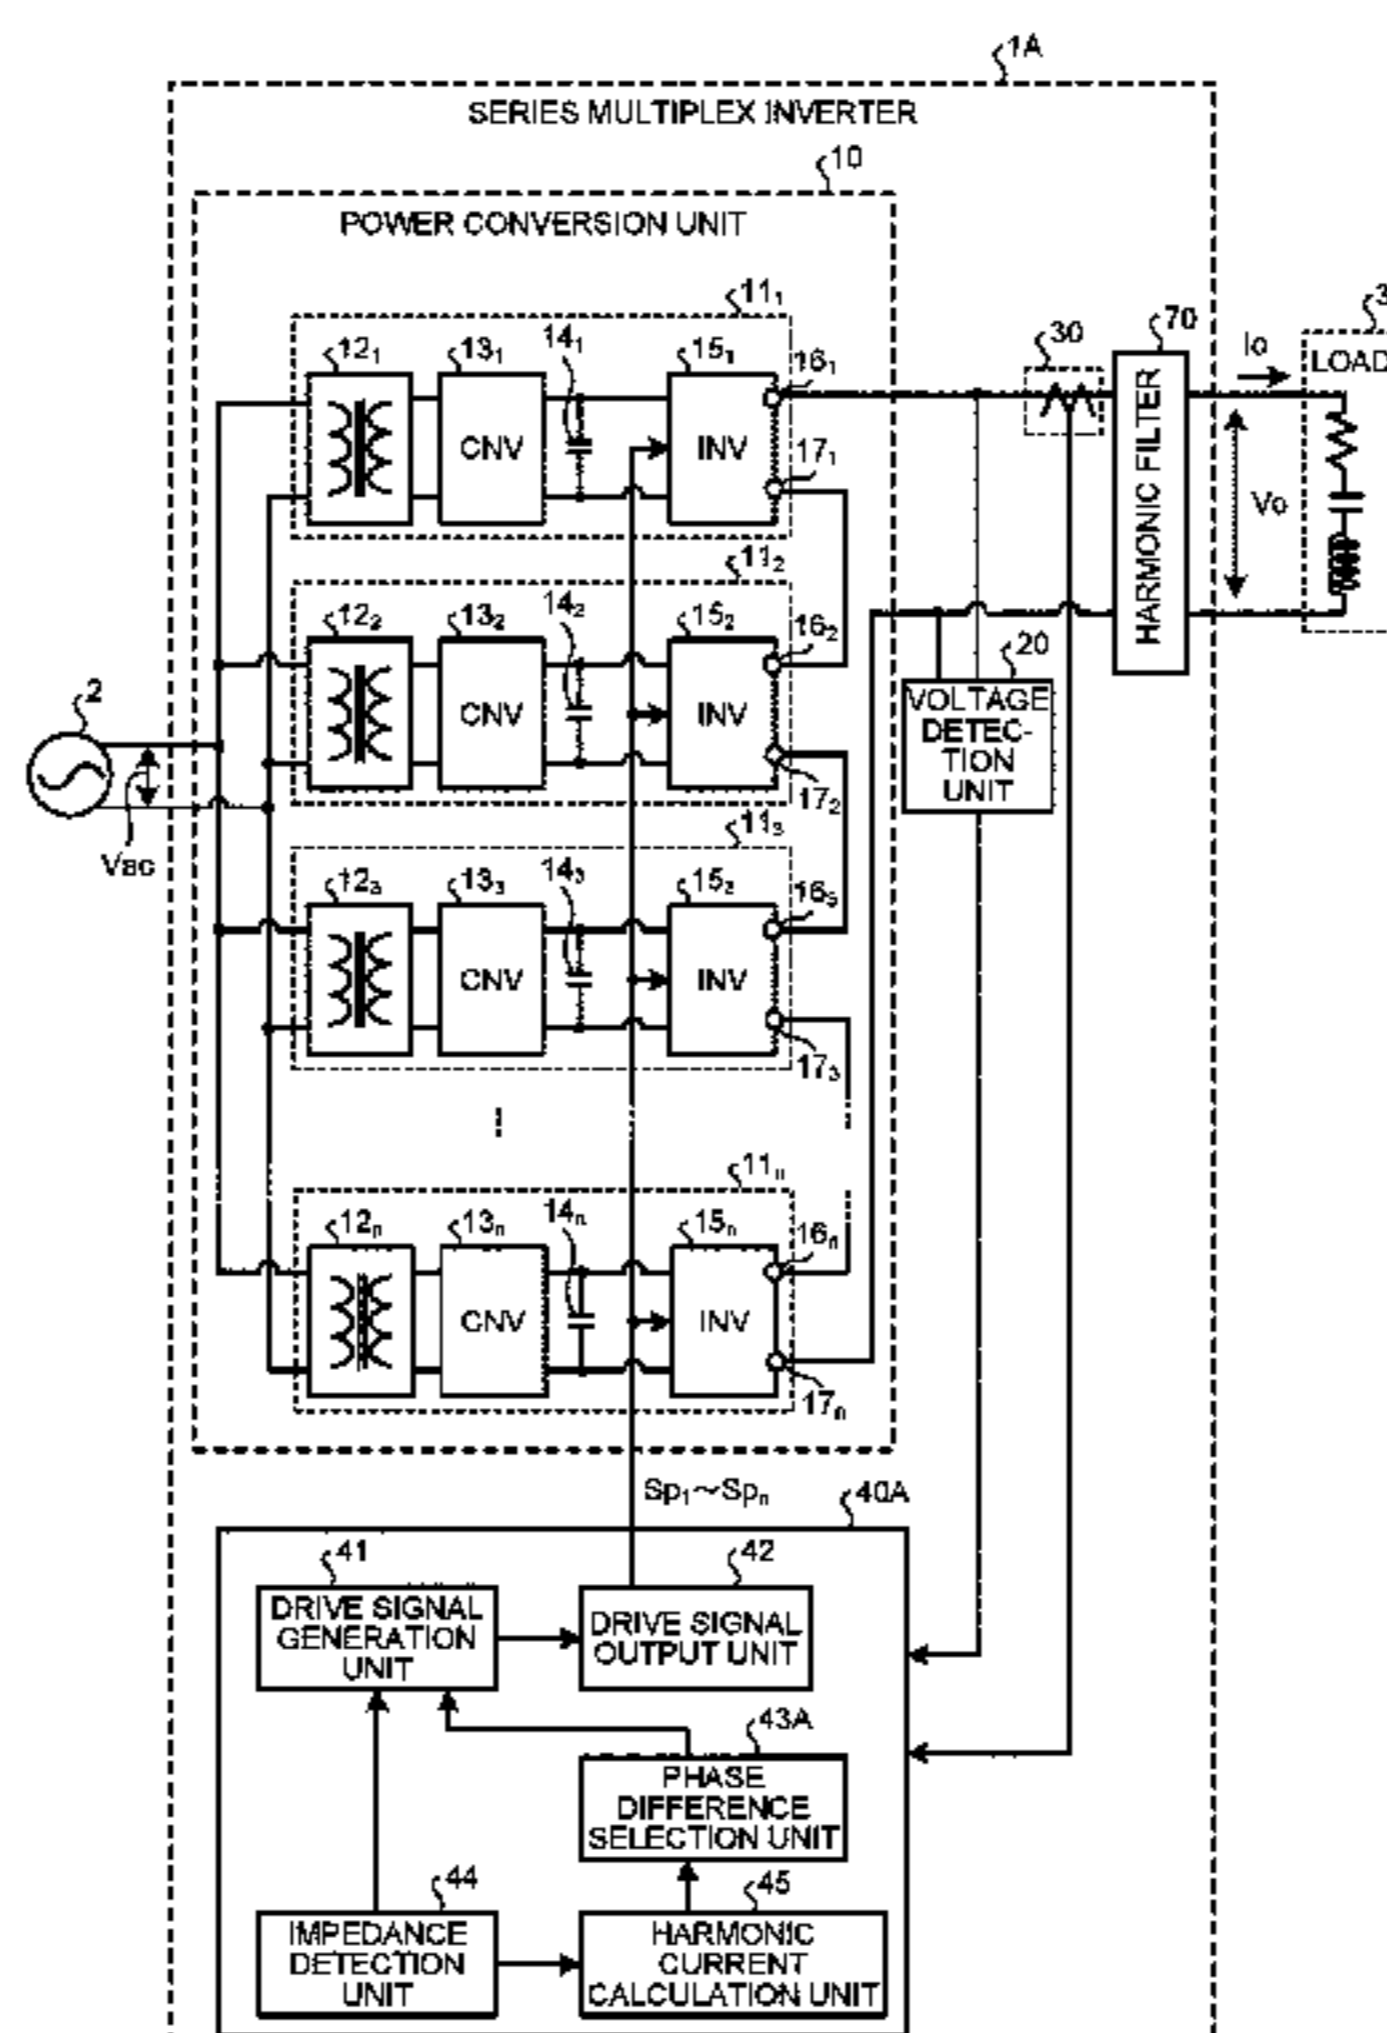 1A
SERIES MULTIPLEX INVERTER
10
POWER CONVERSION UNIT
11₁
12₁
13₁
14₁
15₁
16₁
30
70
Io
3
LOAD
CNV
INV
17₁
HARMONIC FILTER
Vo
11₂
12₂
13₂
14₂
15₂
16₂
20
CNV
INV
VOLTAGE
DETEC-
TION
UNIT
2
17₂
Vac
11₃
12₃
13₃
14₃
15₂
16₃
CNV
INV
17₃
11ₙ
12ₙ
13ₙ
14ₙ
15ₙ
16ₙ
CNV
INV
17ₙ
Sp₁~Spₙ
40A
41
42
DRIVE SIGNAL
GENERATION
UNIT
DRIVE SIGNAL
OUTPUT UNIT
43A
PHASE
DIFFERENCE
SELECTION UNIT
44
45
IMPEDANCE
DETECTION
UNIT
HARMONIC
CURRENT
CALCULATION UNIT